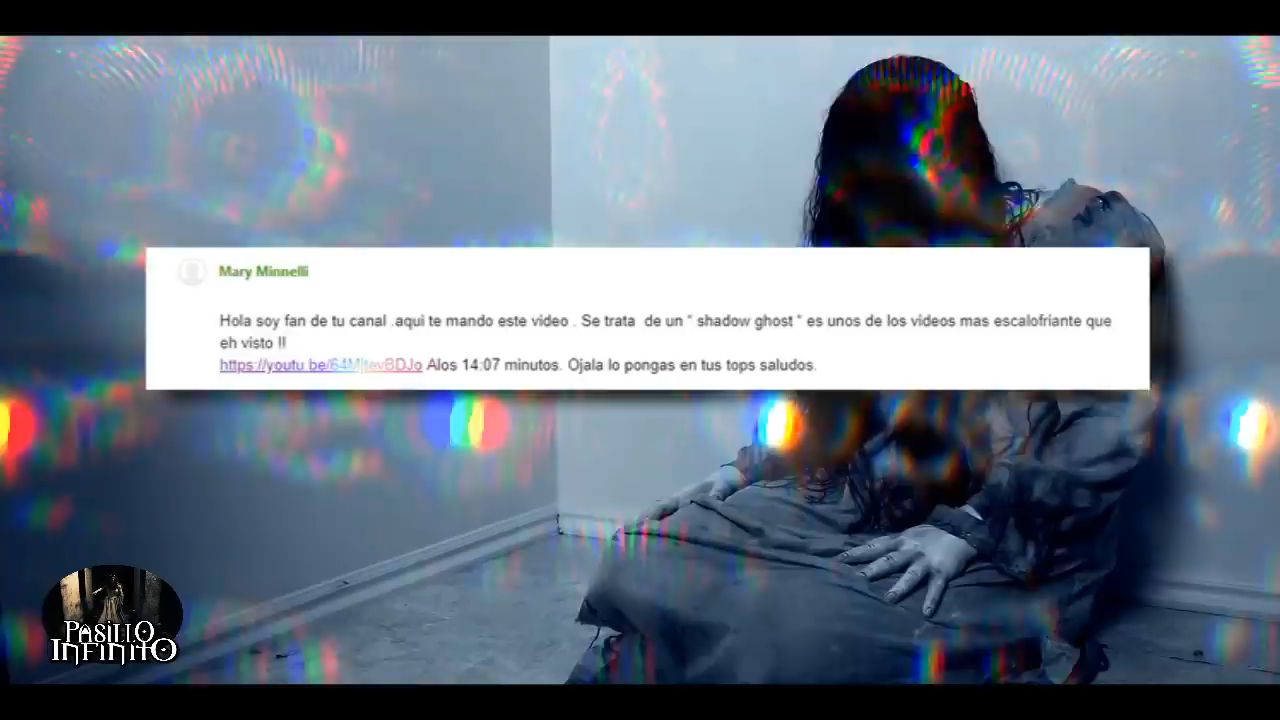 Mary Minnelli
Hola soy fan de tu canal .aqui te mando este video . Se trata  de un " shadow ghost " es unos de los videos mas escalofriante que
eh visto !!
Alos 14:07 minutos. Ojala lo pongas en tus tops saludos.
PASILLO
INFINITO